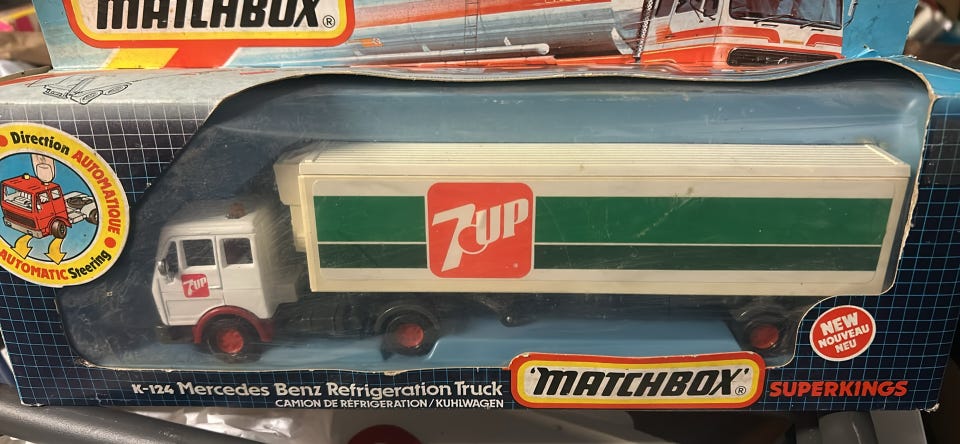 MATCHBOX®
Direction AUTOMATIQUE
AUTOMATIC Steering
7UP
7UP
NEW
NOUVEAU
NEU
K-124 Mercedes Benz Refrigeration Truck
CAMION DE RÉFRIGERATION/KUHLWAGEN
'MATCHBOX'®
SUPERKINGS